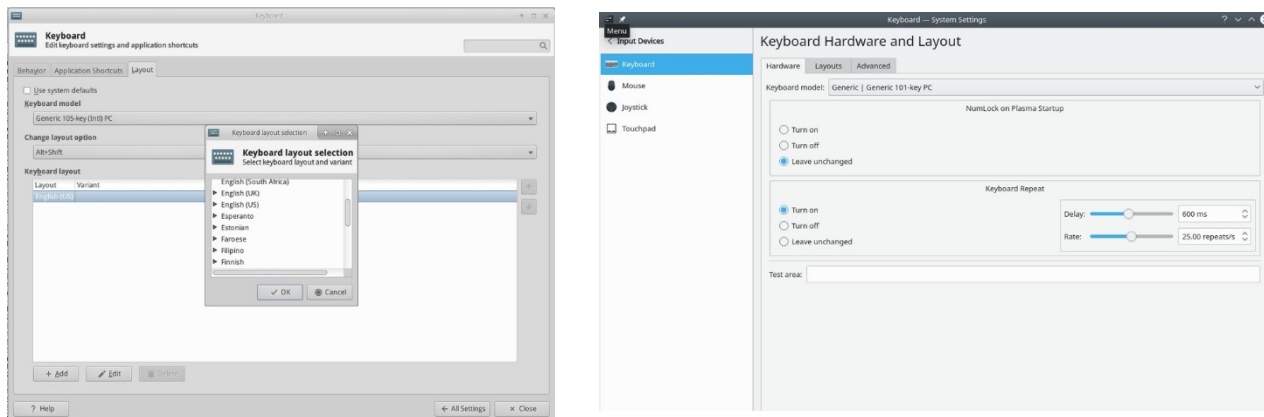 Keyboard
Keyboard
Edit keyboard settings and application shortcuts
Behavior Application Shortcuts Layout
Use system defaults
Keyboard model
Generic 105-key (Intl) PC
Change layout option
Alt+Shift
Keyboard layout
Layout Variant
English (US)
Keyboard layout selection
Keyboard layout selection
Select keyboard layout and variant
English (South Africa)
English (UK)
English (US)
Esperanto
Estonian
Faroese
Filipino
Finnish
OK Cancel
Add Edit Delete
? Help All Settings Close
Keyboard — System Settings
Menu
Input Devices
Keyboard
Mouse
Joystick
Touchpad
Keyboard Hardware and Layout
Hardware Layouts Advanced
Keyboard model: Generic | Generic 101-key PC
NumLock on Plasma Startup
Turn on
Turn off
Leave unchanged
Keyboard Repeat
Turn on
Turn off
Leave unchanged
Delay: 600 ms
Rate: 25.00 repeats/s
Test area: